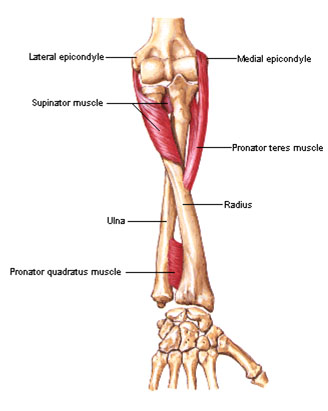 Lateral epicondyle
Medial epicondyle
Supinator muscle
Pronator teres muscle
Radius
Ulna
Pronator quadratus muscle